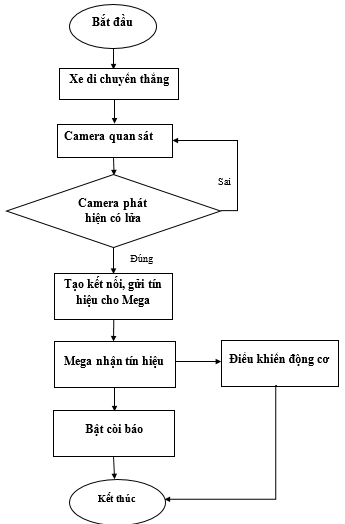 Bắt đầu
Xe di chuyển thẳng
Camera quan sát
Sai
Camera phát
hiện có lửa
Đúng
Tạo kết nối, gửi tín
hiệu cho Mega
Mega nhận tín hiệu
Điều khiển động cơ
Bật còi báo
Kết thúc